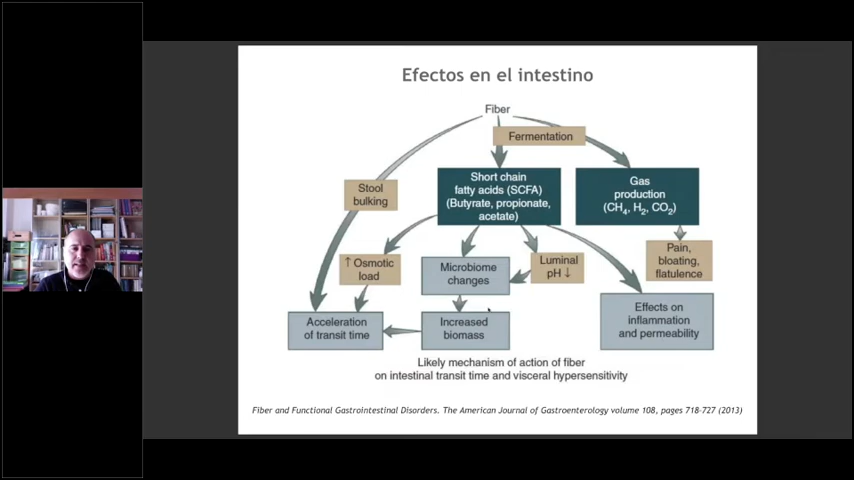 Efectos en el intestino
Fiber
Fermentation
Short chain
fatty acids (SCFA)
(Butyrate, propionate,
acetate)
Gas
production
(CH₄, H₂, CO₂)
Stool
bulking
↑ Osmotic
load
Microbiome
changes
Luminal
pH ↓
Pain,
bloating,
flatulence
Acceleration
of transit time
Increased
biomass
Effects on
inflammation
and permeability
Likely mechanism of action of fiber
on intestinal transit time and visceral hypersensitivity
Fiber and Functional Gastrointestinal Disorders. The American Journal of Gastroenterology volume 108, pages 718-727 (2013)